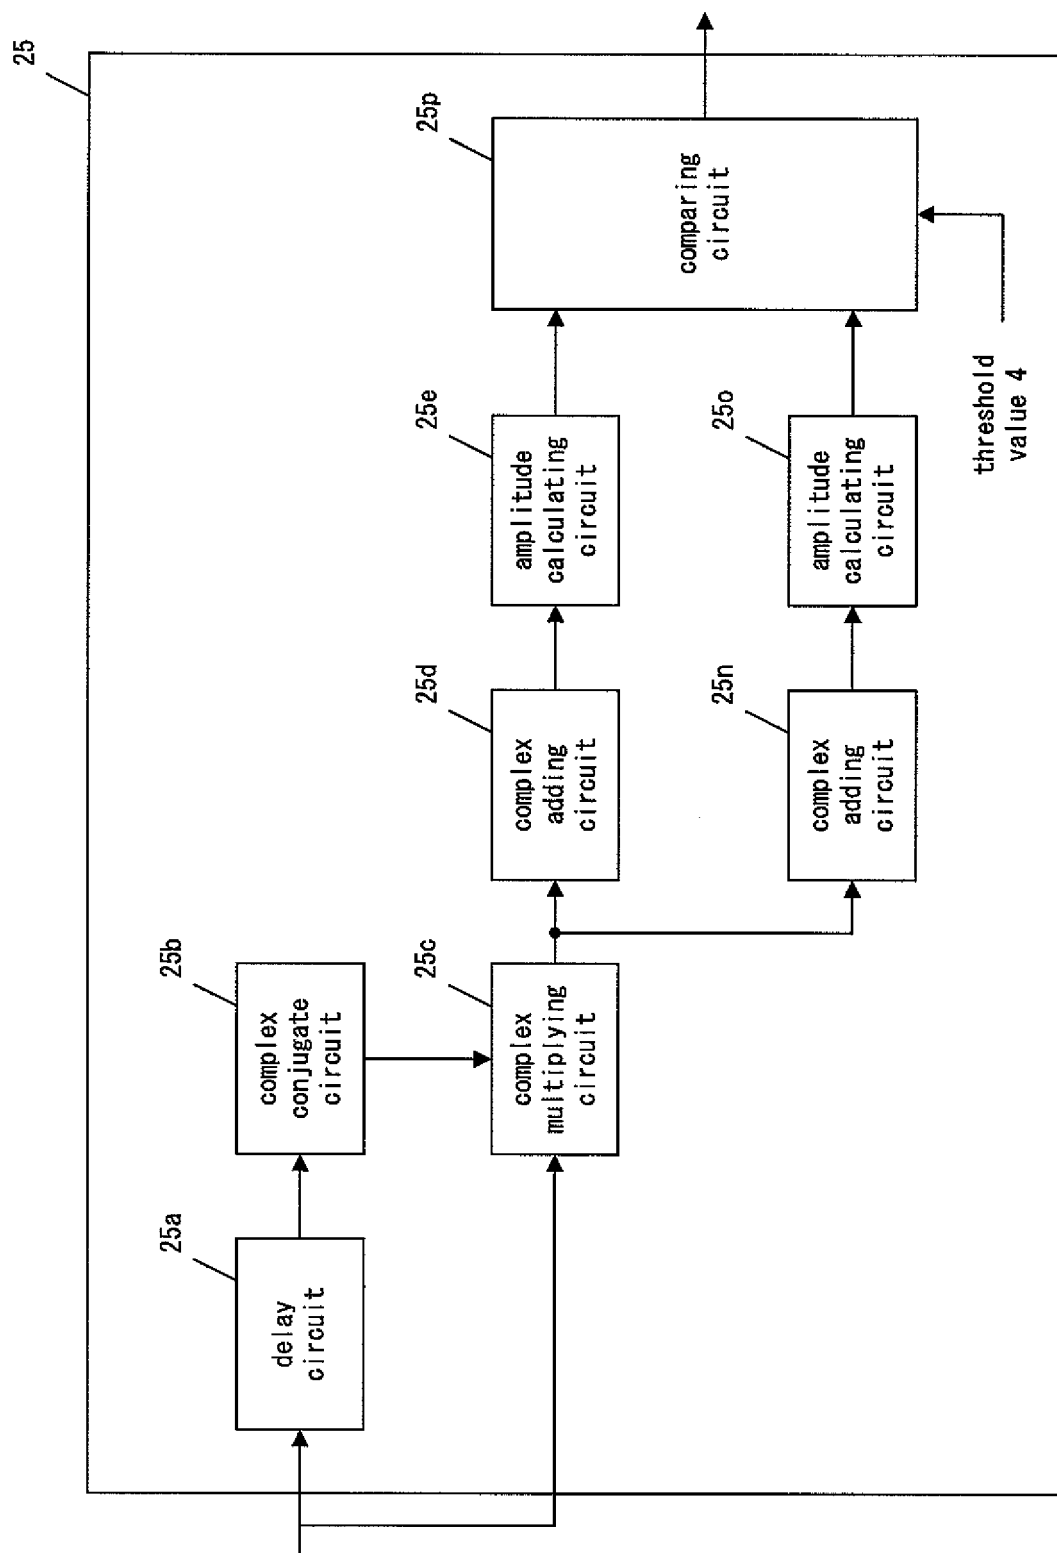 25
25a
delay
circuit
25b
complex
conjugate
circuit
25c
complex
multiplying
circuit
25d
complex
adding
circuit
25e
amplitude
calculating
circuit
25n
complex
adding
circuit
25o
amplitude
calculating
circuit
25p
comparing
circuit
threshold
value 4